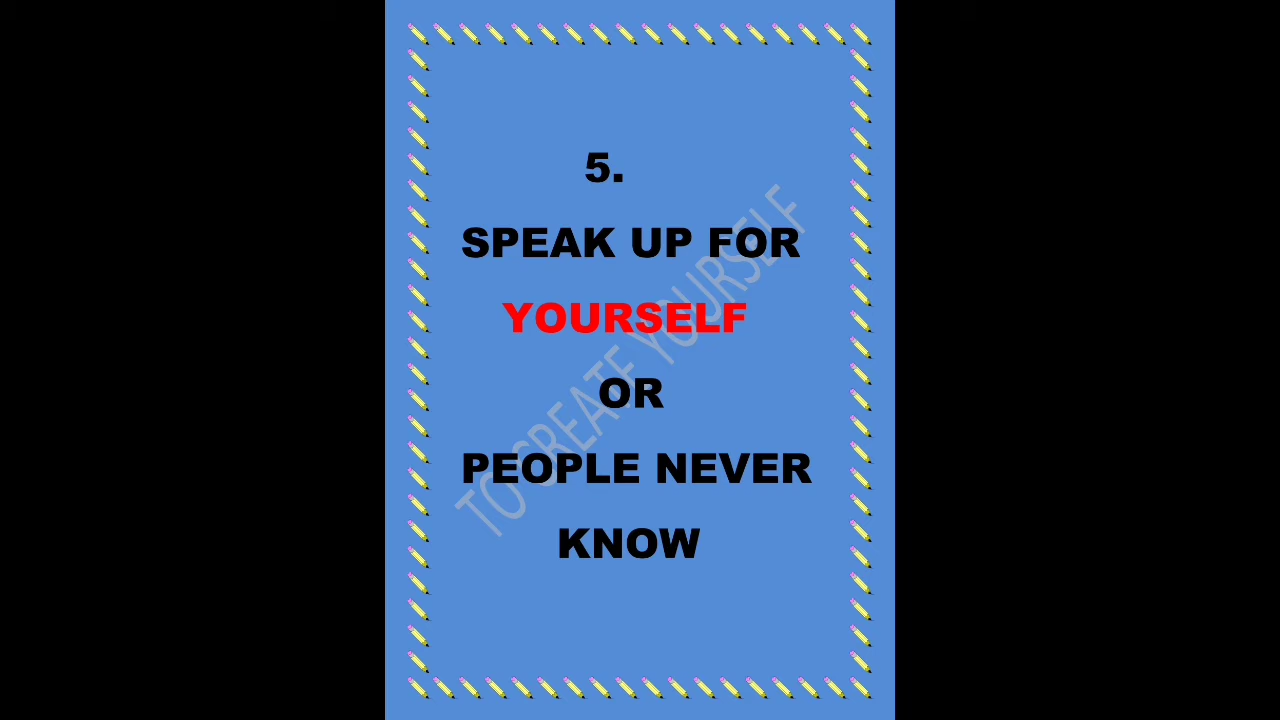 5.
SPEAK UP FOR
YOURSELF
OR
PEOPLE NEVER
KNOW
TO CREATE YOURSELF